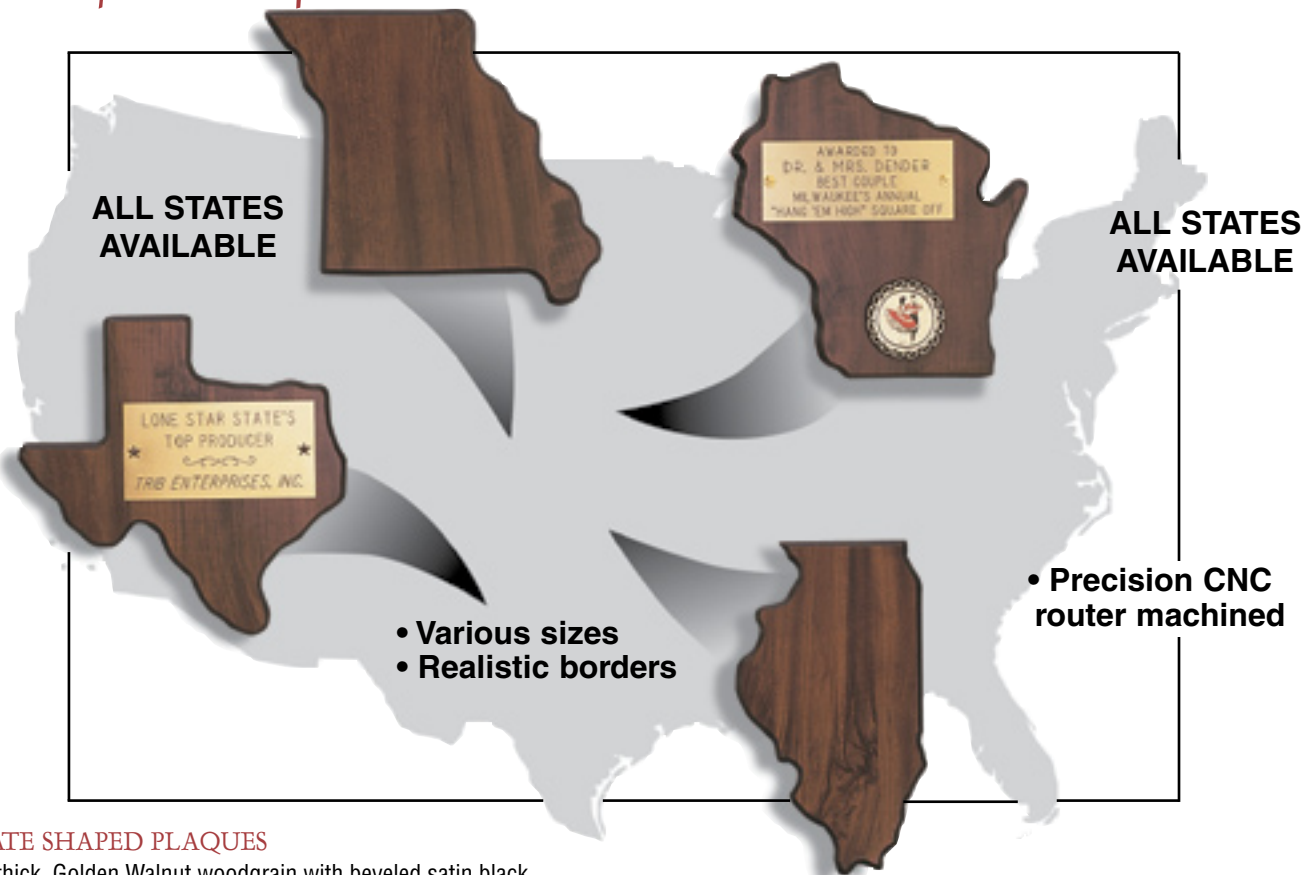 ALL STATES
AVAILABLE
AWARDED TO
DR. & MRS. DENDER
BEST COUPLE
MILWAUKEE'S ANNUAL
"HANG 'EM HIGH" SQUARE OFF
ALL STATES
AVAILABLE
LONE STAR STATE'S
TOP PRODUCER
TRIB ENTERPRISES, INC.
• Various sizes
• Realistic borders
• Precision CNC
router machined
ATE SHAPED PLAQUES
thick, Golden Walnut woodgrain with beveled satin black